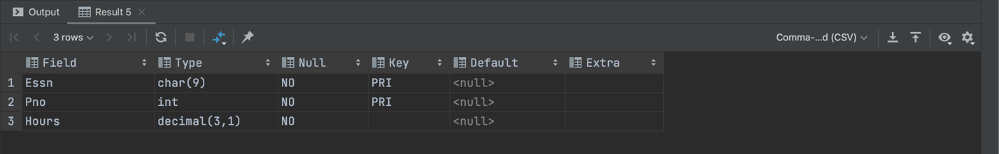 Output Result 5
3 rows Comma-...d (CSV)
Field Type Null Key Default Extra
1 Essn char(9) NO PRI <null>
2 Pno int NO PRI <null>
3 Hours decimal(3,1) NO <null>